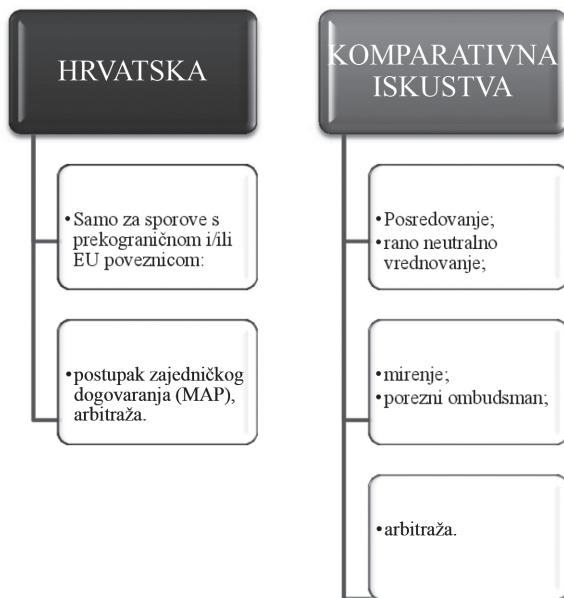 HRVATSKA
• Samo za sporove s
prekograničnom i/ili
EU poveznicom:
• postupak zajedničkog
dogovaranja (MAP),
arbitraža.
KOMPARATIVNA
ISKUSTVA
• Posredovanje;
• rano neutralno
vrednovanje;
• mirenje;
• porezni ombudsman;
• arbitraža.